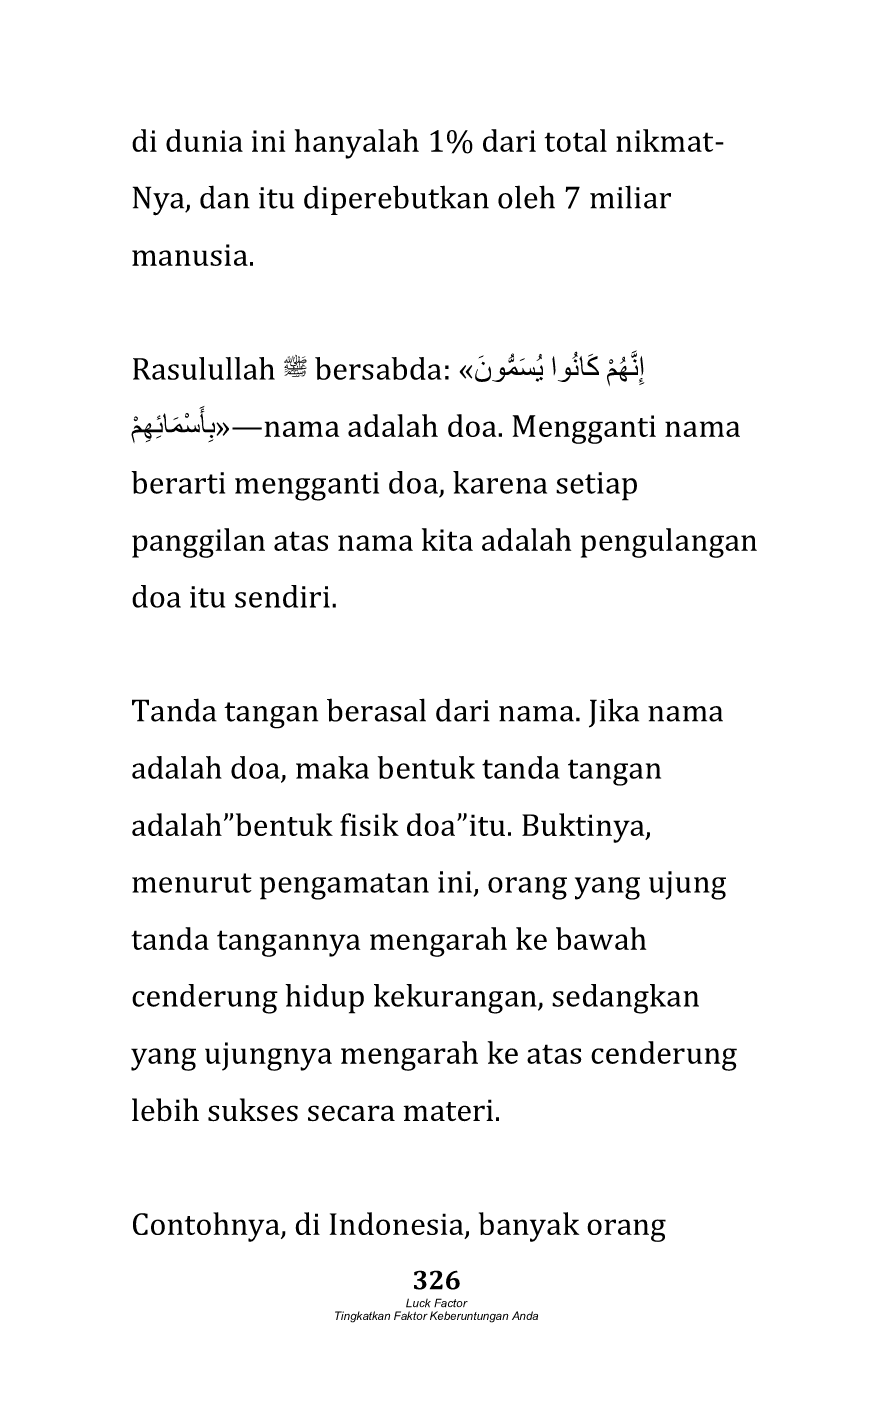 di dunia ini hanyalah 1% dari total nikmat-
Nya, dan itu diperebutkan oleh 7 miliar
manusia.
Rasulullah ﷺ bersabda: «إِنَّهُمْ كَانُوا يُسَمُّونَ
بِأَسْمَائِهِمْ»—nama adalah doa. Mengganti nama
berarti mengganti doa, karena setiap
panggilan atas nama kita adalah pengulangan
doa itu sendiri.
Tanda tangan berasal dari nama. Jika nama
adalah doa, maka bentuk tanda tangan
adalah”bentuk fisik doa”itu. Buktinya,
menurut pengamatan ini, orang yang ujung
tanda tangannya mengarah ke bawah
cenderung hidup kekurangan, sedangkan
yang ujungnya mengarah ke atas cenderung
lebih sukses secara materi.
Contohnya, di Indonesia, banyak orang
326
Luck Factor
Tingkatkan Faktor Keberuntungan Anda